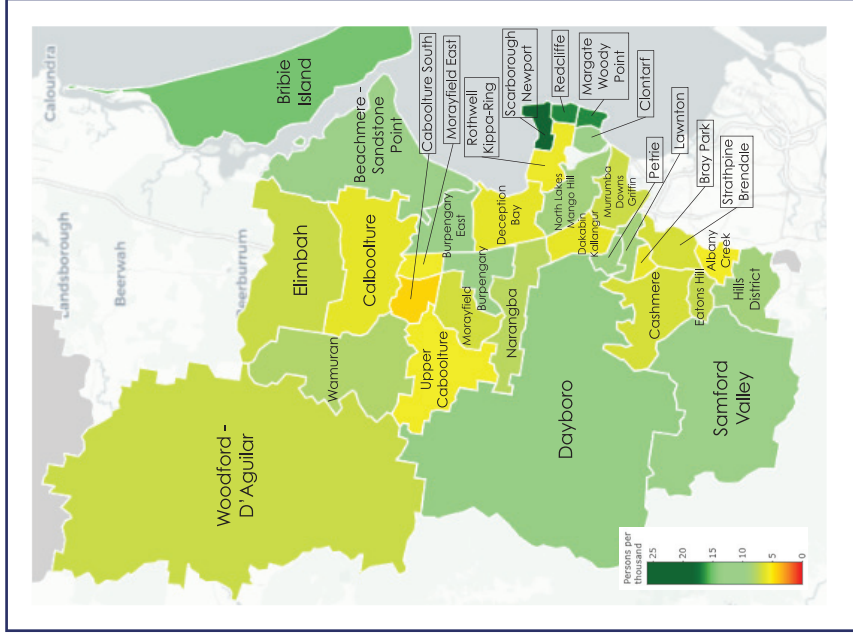 Caloundra
Landsborough
Beerwah
Beerburrum
Bribie
Island
Beachmere -
Sandstone
Point
Caboolture South
Morayfield East
Rothwell
Kippa-Ring
Scarborough
Newport
Redcliffe
Margate
Woody
Point
Clontarf
Elimbah
Calboolture
Burpengary
East
Deception
Bay
North Lakes
Mango Hill
Murrumba
Downs
Griffin
Dakabin
Kallangur
Petrie
Lawnton
Bray Park
Strathpine
Brendale
Wamuran
Upper
Caboolture
Morayfield
Burpengary
Narangba
Cashmere
Eatons Hill
Albany
Creek
Hills
District
Woodford -
D'Aguilar
Dayboro
Samford
Valley
Persons per
thousand
25
20
15
10
5
0